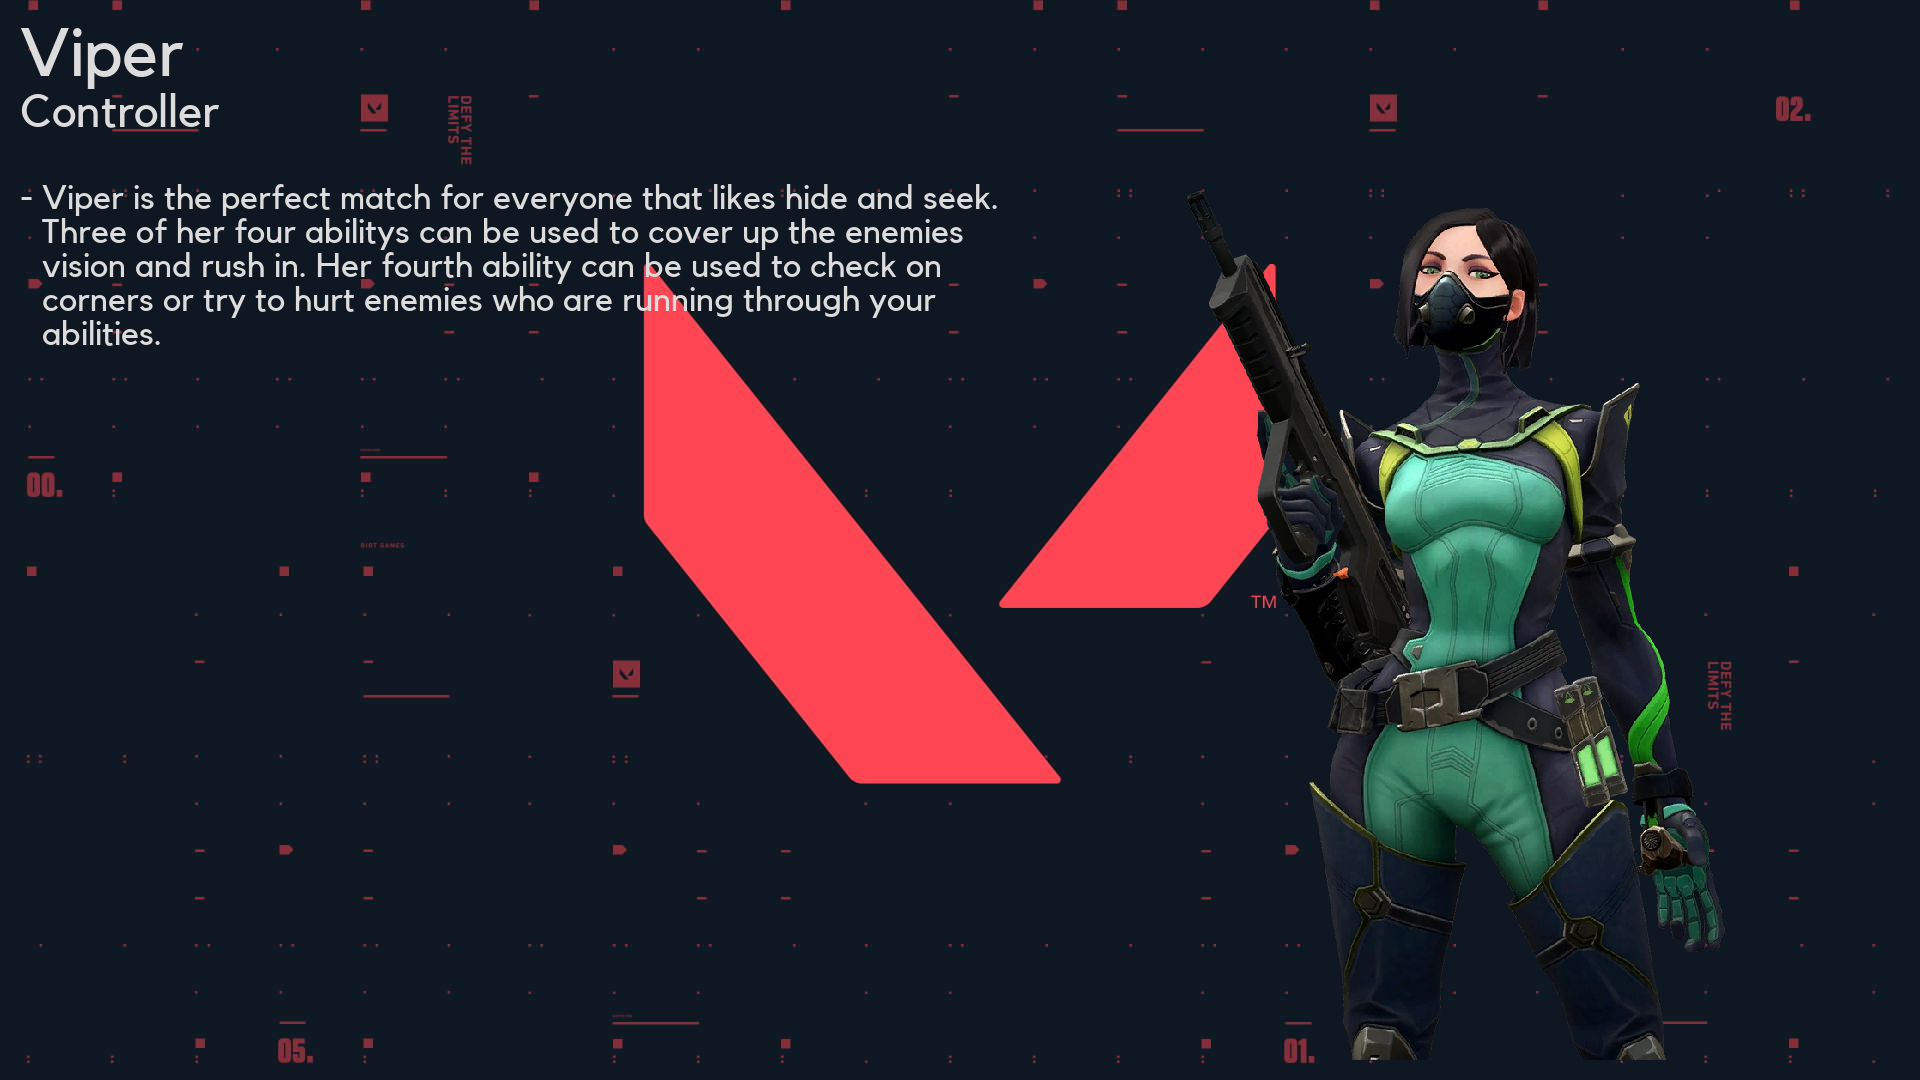 Viper
Controller
DEFY THE
LIMITS
02.
- Viper is the perfect match for everyone that likes hide and seek.
Three of her four abilitys can be used to cover up the enemies
vision and rush in. Her fourth ability can be used to check on
corners or try to hurt enemies who are running through your
abilities.
00.
RIOT GAMES
TM
DEFY THE
LIMITS
05.
01.